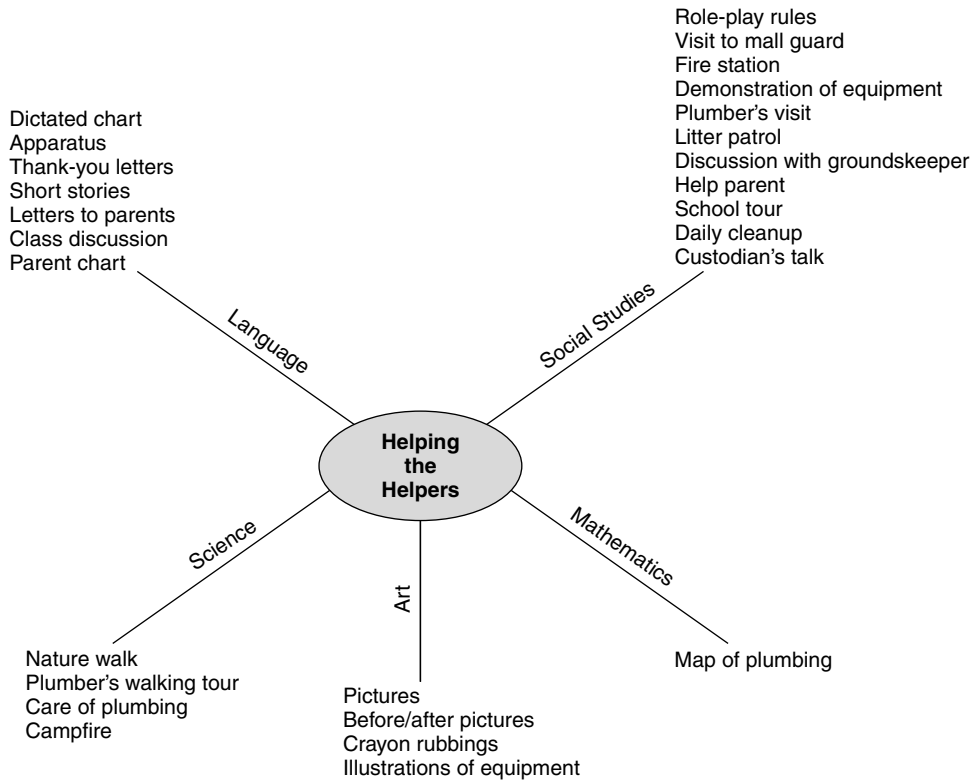 Role-play rules
Visit to mall guard
Fire station
Demonstration of equipment
Plumber's visit
Litter patrol
Discussion with groundskeeper
Help parent
School tour
Daily cleanup
Custodian's talk
Dictated chart
Apparatus
Thank-you letters
Short stories
Letters to parents
Class discussion
Parent chart
Language
Social Studies
Helping
the
Helpers
Science
Art
Mathematics
Nature walk
Plumber's walking tour
Care of plumbing
Campfire
Pictures
Before/after pictures
Crayon rubbings
Illustrations of equipment
Map of plumbing